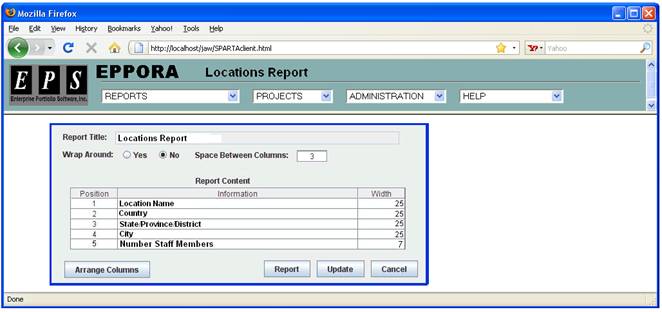 Mozilla Firefox
File Edit View History Bookmarks Yahoo! Tools Help
http://localhost/jaw/SPARTAclient.html
Y! Yahoo
EPS
Enterprise Portfolio Software, Inc.
EPPORA Locations Report
REPORTS PROJECTS ADMINISTRATION HELP
Report Title: Locations Report
Wrap Around: Yes No Space Between Columns: 3
Report Content
Position Information Width
1 Location Name 25
2 Country 25
3 State/Province/District 25
4 City 25
5 Number Staff Members 7
Arrange Columns Report Update Cancel
Done